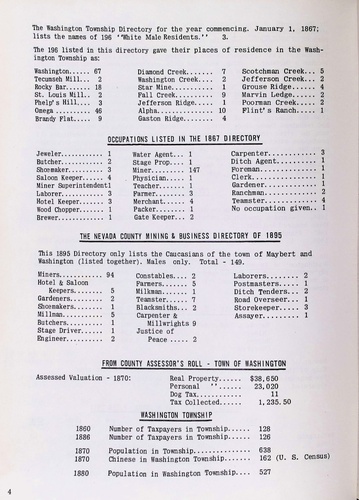 The Washington Township Directory for the year commencing. January 1, 1867;
lists the names of 196 "White Male Residents." 3.
The 196 listed in this directory gave their places of residence in the Wash-
ington Township as:
Washington...... 67 Diamond Creek....... 7 Scotchman Creek... 5
Tecumseh Mill... 2 Washington Creek.... 2 Jefferson Creek... 2
Rocky Bar....... 18 Star Mine........... 1 Grouse Ridge...... 4
St. Louis Mill.. 2 Fall Creek.......... 9 Marvin Ledge...... 2
Phelp's Hill.... 3 Jefferson Ridge..... 1 Poorman Creek..... 2
Omega........... 46 Alpha............... 10 Flint's Ranch..... 1
Brandy Flat..... 9 Gaston Ridge........ 4
OCCUPATIONS LISTED IN THE 1867 DIRECTORY
Jeweler........... 1 Water Agent... 1 Carpenter............ 3
Butcher........... 2 Stage Prop.... 1 Ditch Agent.......... 1
Shoemaker......... 3 Miner......... 147 Foreman.............. 1
Saloon Keeper..... 4 Physician..... 1 Clerk................ 1
Miner Superintendent1 Teacher....... 1 Gardener............. 1
Laborer........... 3 Farmer........ 3 Ranchman............. 2
Hotel Keeper...... 3 Merchant...... 4 Teamster............. 4
Wood Chopper...... 1 Packer........ 1 No occupation given.. 1
Brewer............ 1 Gate Keeper... 2
THE NEVADA COUNTY MINING & BUSINESS DIRECTORY OF 1895
This 1895 Directory only lists the Caucasians of the town of Maybert and
Washington (listed together). Males only. Total - 149.
Miners............ 94 Constables.... 2 Laborers......... 2
Hotel & Saloon Farmers....... 5 Postmasters...... 1
Keepers..... 5 Milkman....... 1 Ditch Tenders.... 2
Gardeners......... 2 Teamster...... 7 Road Overseer.... 1
Shoemakers........ 1 Blacksmiths... 2 Storekeeper...... 3
Millman........... 5 Carpenter & Assayer.......... 1
Butchers.......... 1 Millwrights 9
Stage Driver...... 1 Justice of
Engineer.......... 2 Peace ..... 2
FROM COUNTY ASSESSOR'S ROLL - TOWN OF WASHINGTON
Assessed Valuation - 1870: Real Property...... $38,650
Personal " ...... 23,020
Dog Tax............ 11
Tax Collected...... 1,235.50
WASHINGTON TOWNSHIP
1860 Number of Taxpayers in Township...... 128
1886 Number of Taxpayers in Township...... 126
1870 Population in Township............... 638
1870 Chinese in Washington Township....... 162 (U. S. Census)
1880 Population in Washington Township.... 527
4